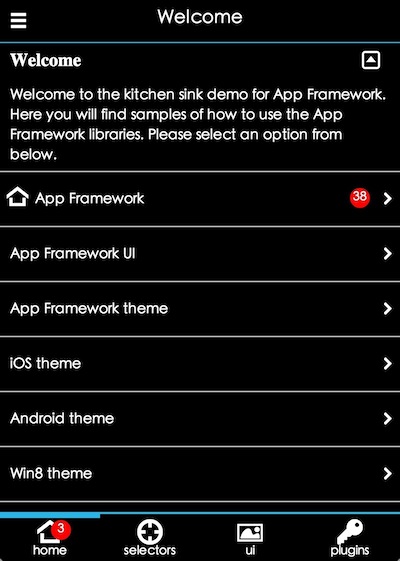 Welcome
Welcome
Welcome to the kitchen sink demo for App Framework.
Here you will find samples of how to use the App
Framework libraries. Please select an option from
below.
App Framework 38
App Framework UI
App Framework theme
iOS theme
Android theme
Win8 theme
3
home selectors ui plugins